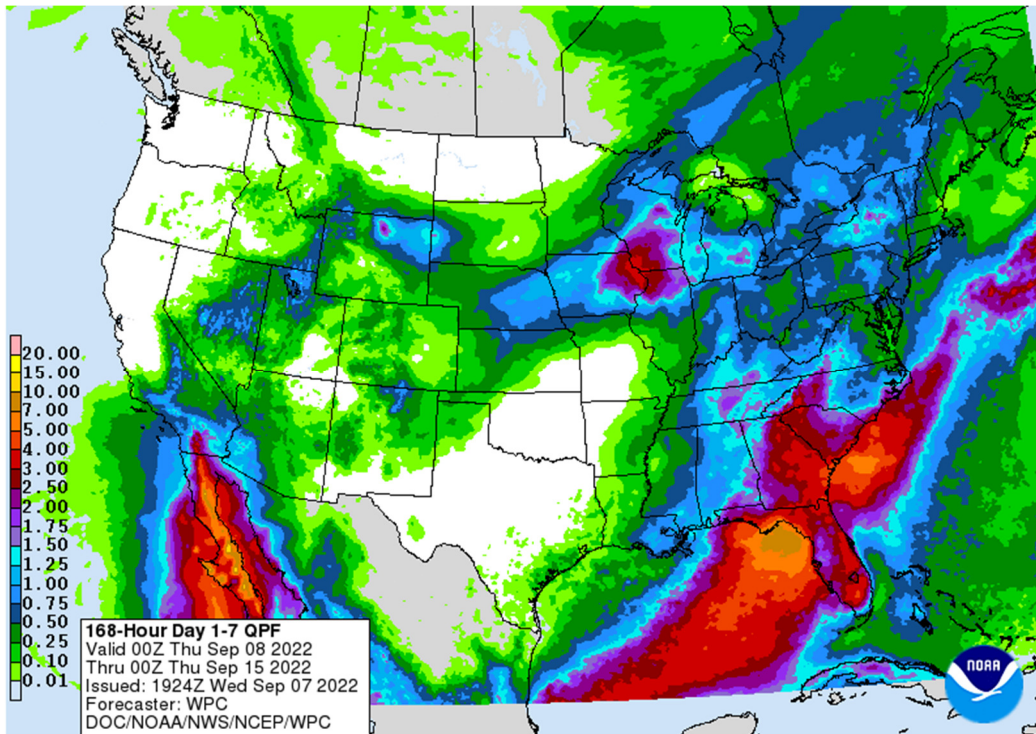 20.00
15.00
10.00
7.00
5.00
4.00
3.00
2.50
2.00
1.75
1.50
1.25
1.00
0.75
0.50
0.25
0.10
0.01
168-Hour Day 1-7 QPF
Valid 00Z Thu Sep 08 2022
Thru 00Z Thu Sep 15 2022
Issued: 1924Z Wed Sep 07 2022
Forecaster: WPC
DOC/NOAA/NWS/NCEP/WPC
NOAA